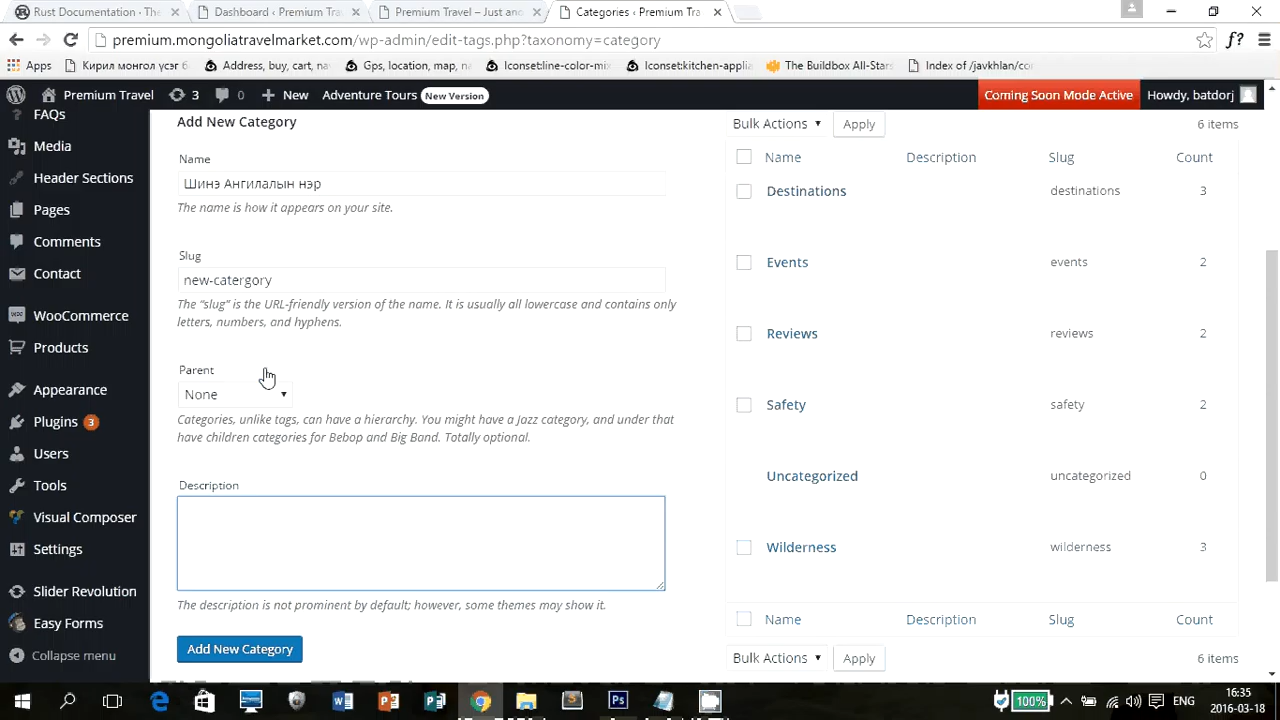 Rust Documentation · The
Dashboard ‹ Premium Tra
Premium Travel – Just ano
Categories ‹ Premium Tra
premium.mongoliatravelmarket.com/wp-admin/edit-tags.php?taxonomy=category
f?
Apps
Кирил монгол үсэг б
Address, buy, cart, na
Gps, location, map, n
Iconset:line-color-mix
Iconset:kitchen-applia
The Buildbox All-Stars
Index of /javkhlan/co
Premium Travel
3
0
New
Adventure Tours
New Version
Coming Soon Mode Active
Howdy, batdorj
FAQs
Media
Header Sections
Pages
Comments
Contact
WooCommerce
Products
Appearance
Plugins 3
Users
Tools
Visual Composer
Settings
Slider Revolution
Easy Forms
Collapse menu
Add New Category
Name
Шинэ Ангилалын нэр
The name is how it appears on your site.
Slug
new-catergory
The “slug” is the URL-friendly version of the name. It is usually all lowercase and contains only
letters, numbers, and hyphens.
Parent
None
Categories, unlike tags, can have a hierarchy. You might have a Jazz category, and under that
have children categories for Bebop and Big Band. Totally optional.
Description
The description is not prominent by default; however, some themes may show it.
Add New Category
Bulk Actions
Apply
6 items
Name Description Slug Count
Destinations destinations 3
Events events 2
Reviews reviews 2
Safety safety 2
Uncategorized uncategorized 0
Wilderness wilderness 3
Name Description Slug Count
Bulk Actions
Apply
6 items
100%
ENG
16:35
2016-03-18